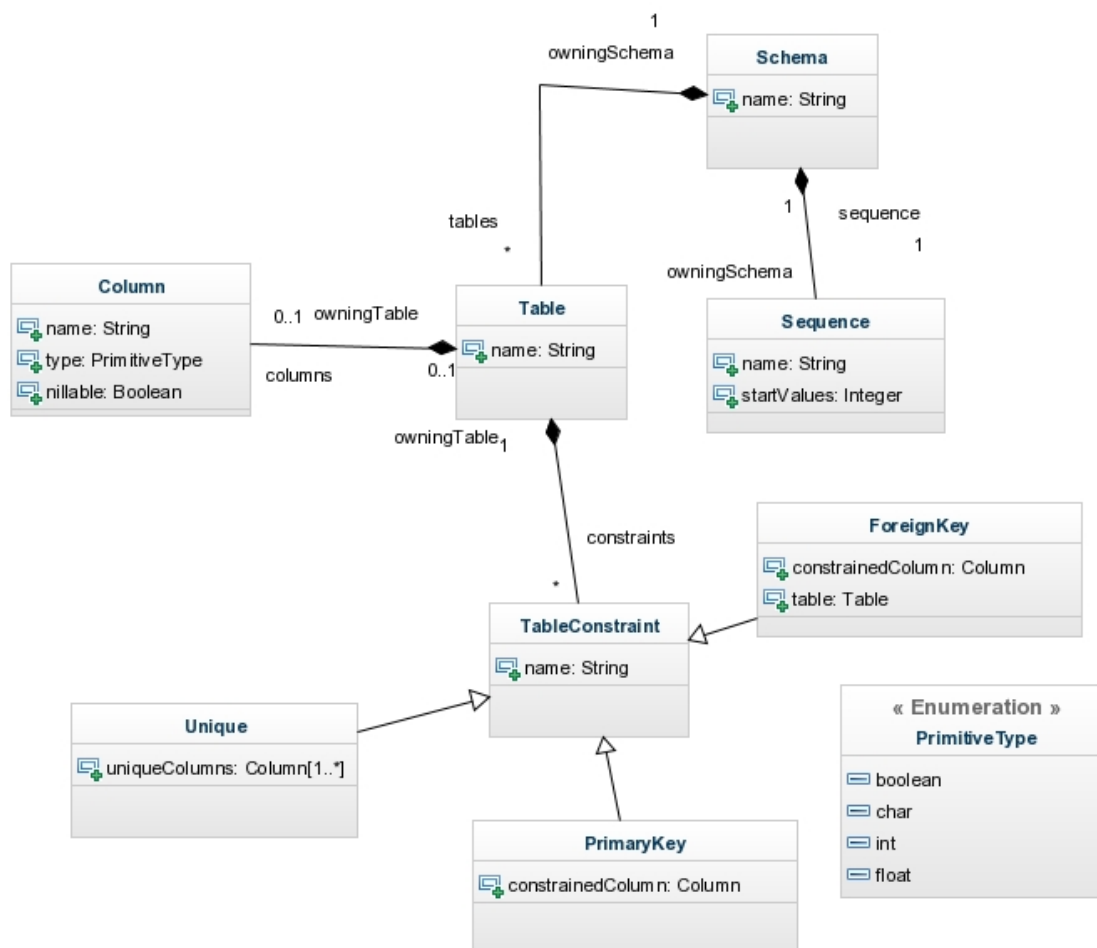 1
owningSchema
Schema
name: String
tables
*
1
sequence
1
owningSchema
Column
name: String
type: PrimitiveType
nillable: Boolean
0..1
owningTable
columns
0..1
Table
name: String
Sequence
name: String
startValues: Integer
owningTable
1
constraints
*
ForeignKey
constrainedColumn: Column
table: Table
TableConstraint
name: String
Unique
uniqueColumns: Column[1..*]
« Enumeration »
PrimitiveType
boolean
char
int
float
PrimaryKey
constrainedColumn: Column